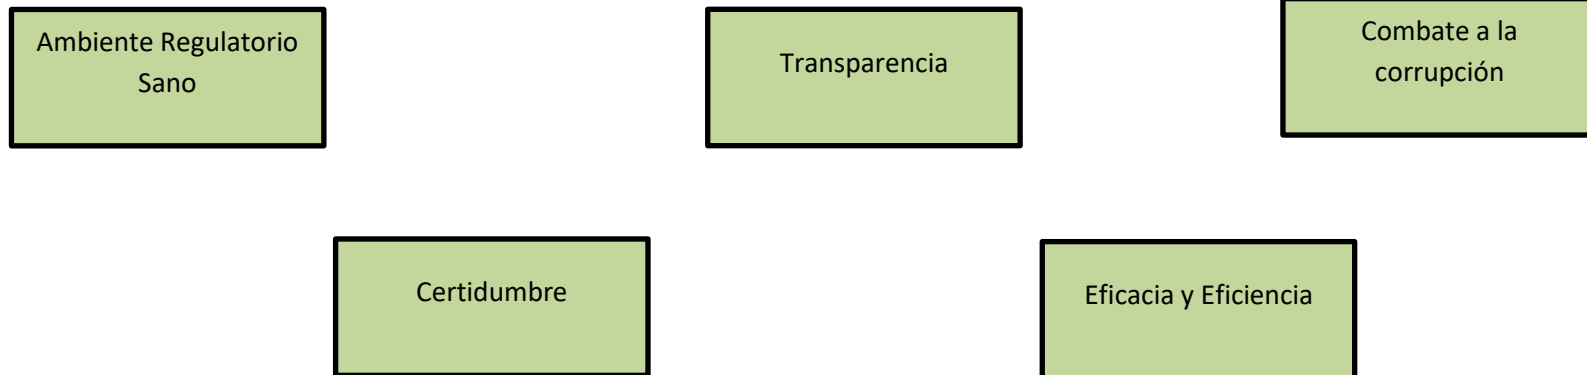 Ambiente Regulatorio
Sano
Transparencia
Combate a la
corrupción
Certidumbre
Eficacia y Eficiencia